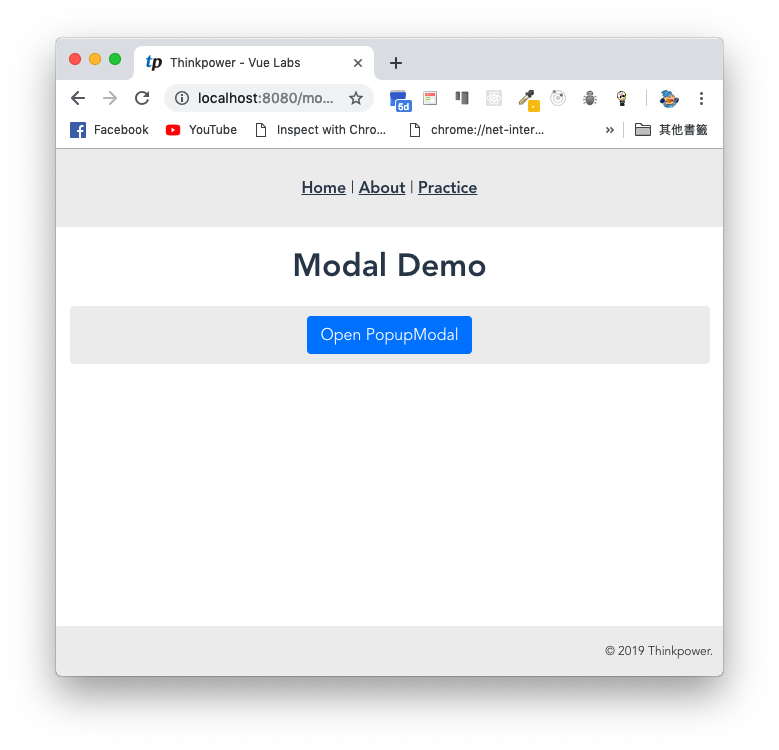 tp Thinkpower - Vue Labs
localhost:8080/mo...
6d
Facebook YouTube Inspect with Chro... chrome://net-inter... » 其他書籤
Home | About | Practice
Modal Demo
Open PopupModal
© 2019 Thinkpower.